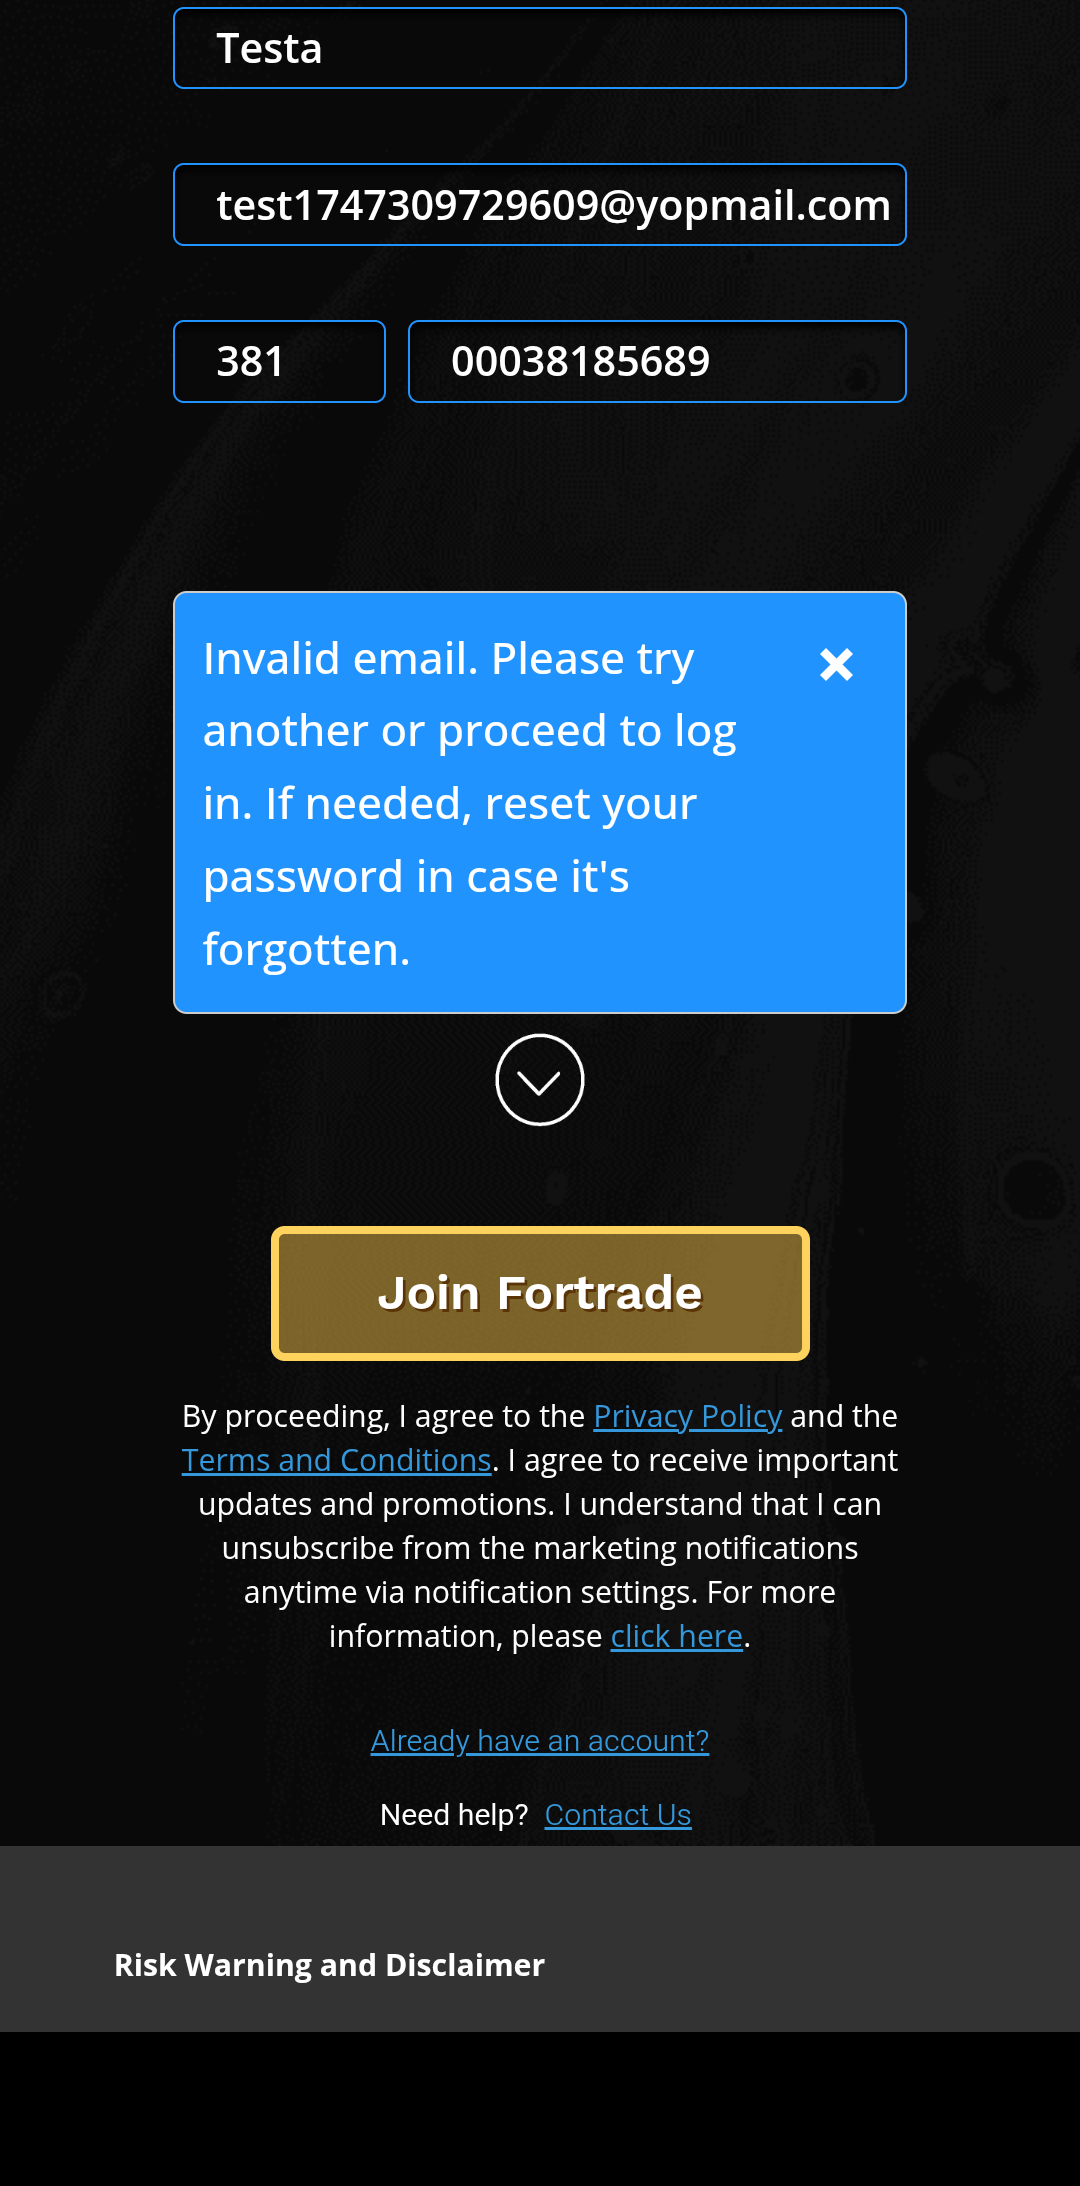 Testa
test1747309729609@yopmail.com
381 00038185689
Invalid email. Please try
another or proceed to log
in. If needed, reset your
password in case it's
forgotten.
Join Fortrade
By proceeding, I agree to the Privacy Policy and the
Terms and Conditions. I agree to receive important
updates and promotions. I understand that I can
unsubscribe from the marketing notifications
anytime via notification settings. For more
information, please click here.
Already have an account?
Need help? Contact Us
Risk Warning and Disclaimer